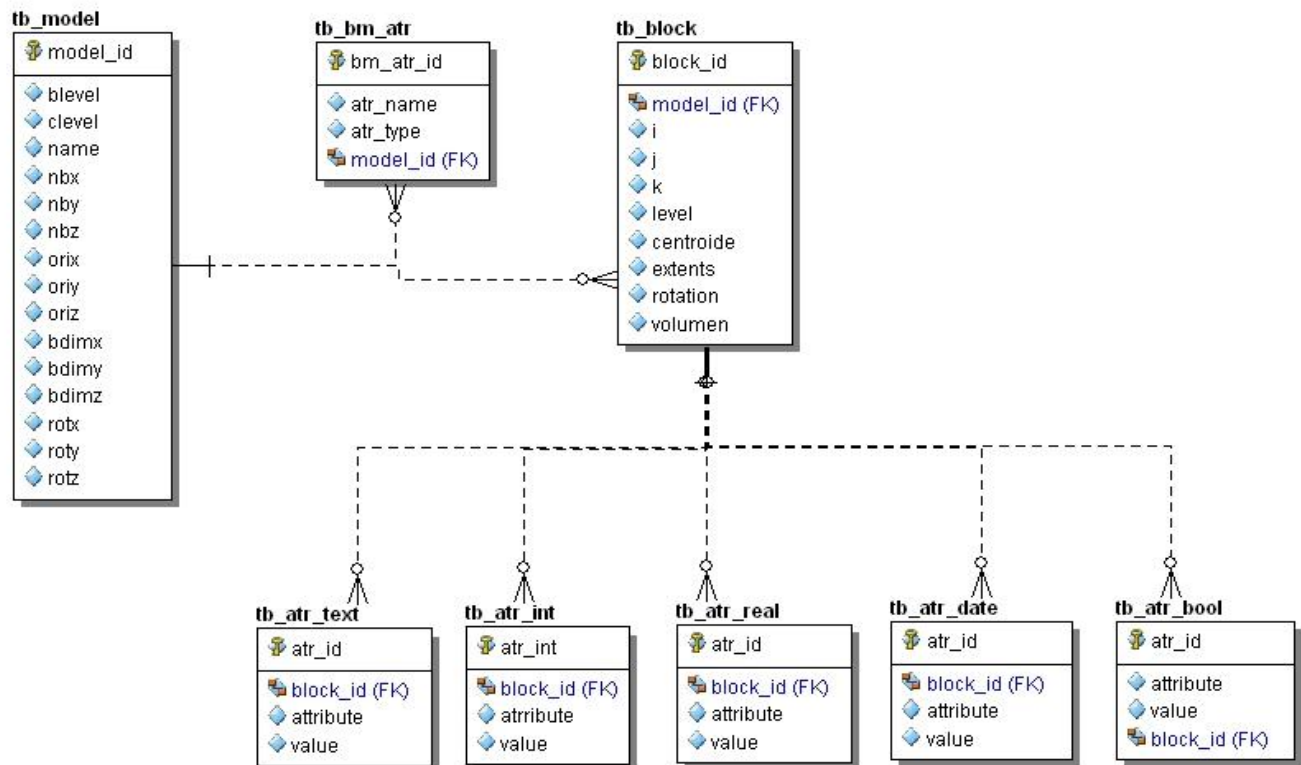 tb_model
model_id
blevel
clevel
name
nbx
nby
nbz
orix
oriy
oriz
bdimx
bdimy
bdimz
rotx
roty
rotz
tb_bm_atr
bm_atr_id
atr_name
atr_type
model_id (FK)
tb_block
block_id
model_id (FK)
i
j
k
level
centroide
extents
rotation
volumen
tb_atr_text
atr_id
block_id (FK)
attribute
value
tb_atr_int
atr_int
block_id (FK)
atrribute
value
tb_atr_real
atr_id
block_id (FK)
attribute
value
tb_atr_date
atr_id
block_id (FK)
attribute
value
tb_atr_bool
atr_id
attribute
value
block_id (FK)